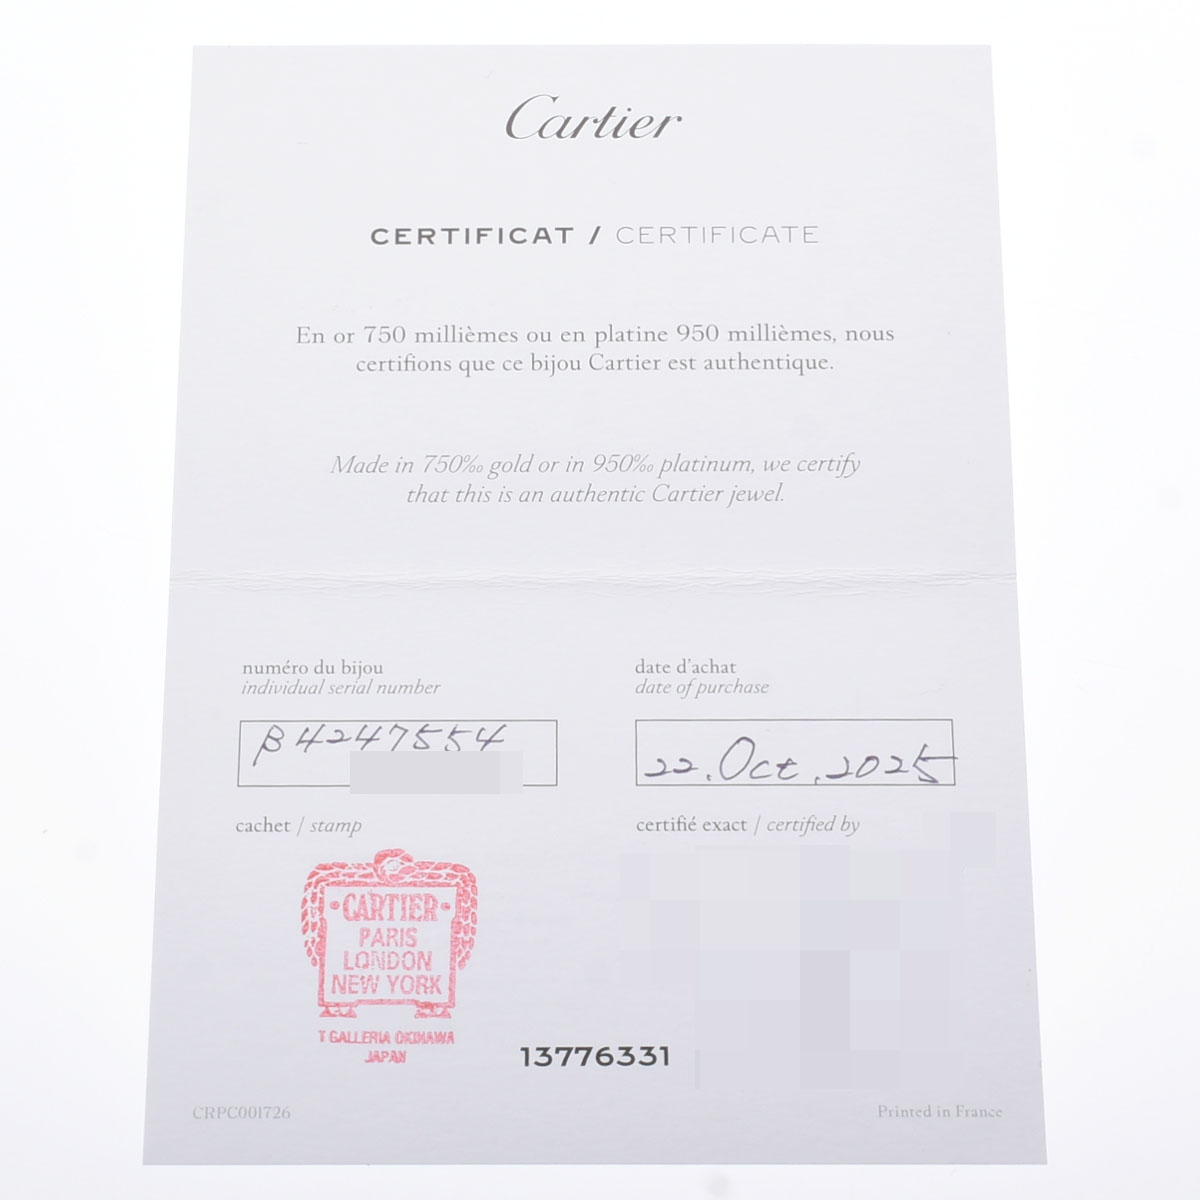 Cartier
CERTIFICAT / CERTIFICATE
En or 750 millièmes ou en platine 950 millièmes, nous
certifions que ce bijou Cartier est authentique.
Made in 750‰ gold or in 950‰ platinum, we certify
that this is an authentic Cartier jewel.
numéro du bijou
individual serial number
β4247554
date d'achat
date of purchase
22.Oct.2025
cachet / stamp
certifié exact / certified by
CARTIER
PARIS
LONDON
NEW YORK
T GALLERIA OKINAWA
JAPAN
13776331
CRPC001726
Printed in France